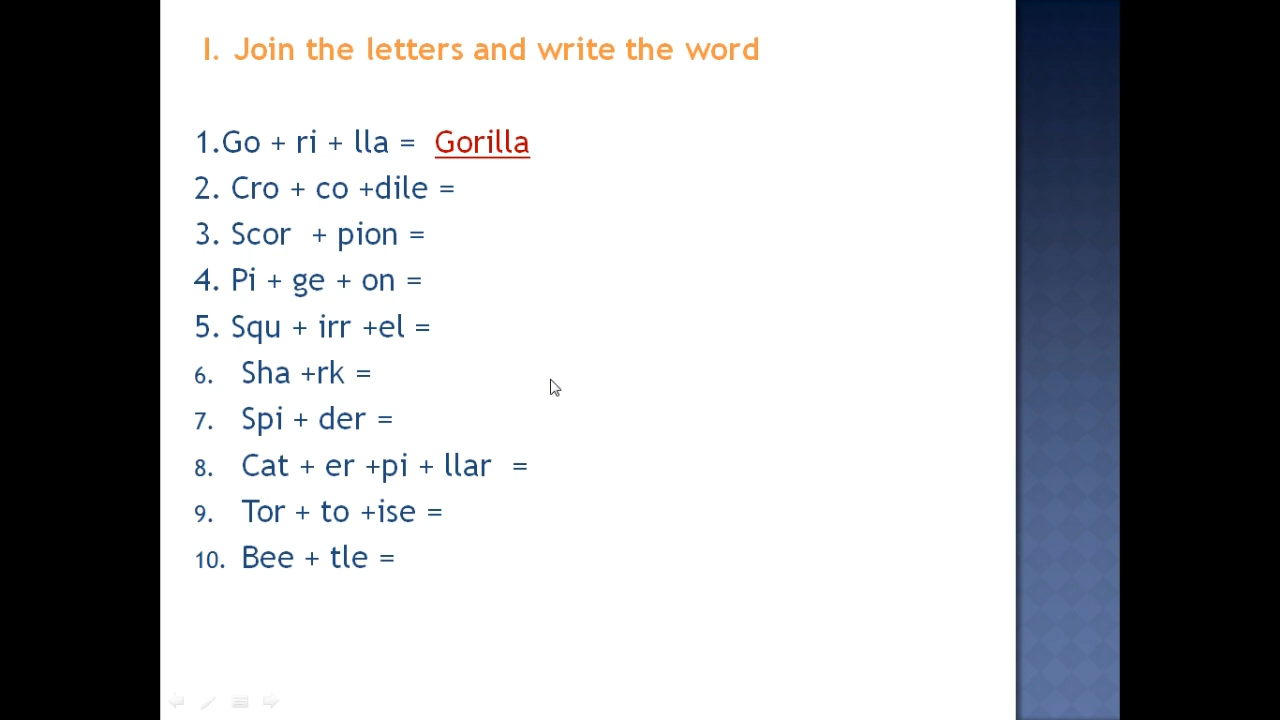 I. Join the letters and write the word
1.Go + ri + lla = Gorilla
2. Cro + co +dile =
3. Scor + pion =
4. Pi + ge + on =
5. Squ + irr +el =
6. Sha +rk =
7. Spi + der =
8. Cat + er +pi + llar =
9. Tor + to +ise =
10. Bee + tle =